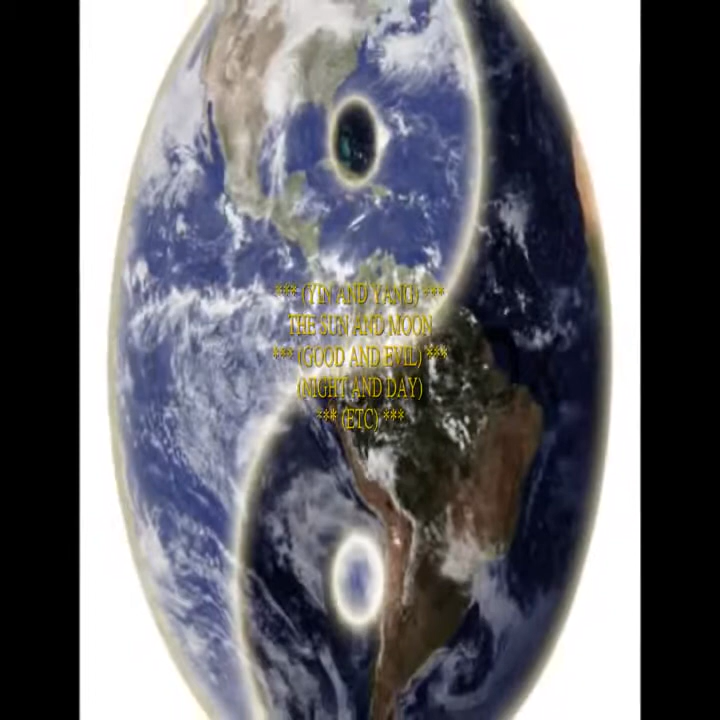 *** (YIN AND YANG) ***
THE SUN AND MOON
*** (GOOD AND EVIL) ***
(NIGHT AND DAY)
*** (ETC) ***